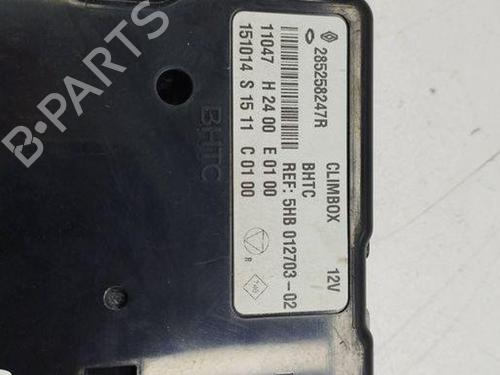 285258247R
CLIMBOX 12V
BHTC
REF: 5HB 012703-02
11047 H 24 00 E 01 00
151014 S 15 11 C 01 00
R
BHTC
B-PARTS